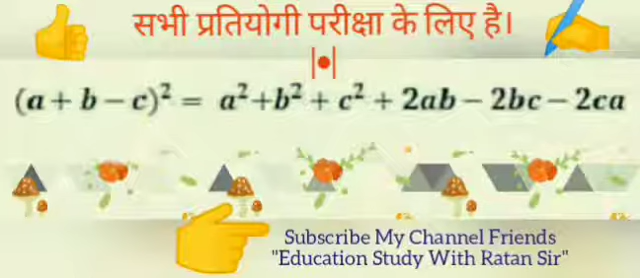 सभी प्रतियोगी परीक्षा के लिए है।
|•|
(a + b − c)² = a²+b² + c² + 2ab − 2bc − 2ca
Subscribe My Channel Friends
"Education Study With Ratan Sir"